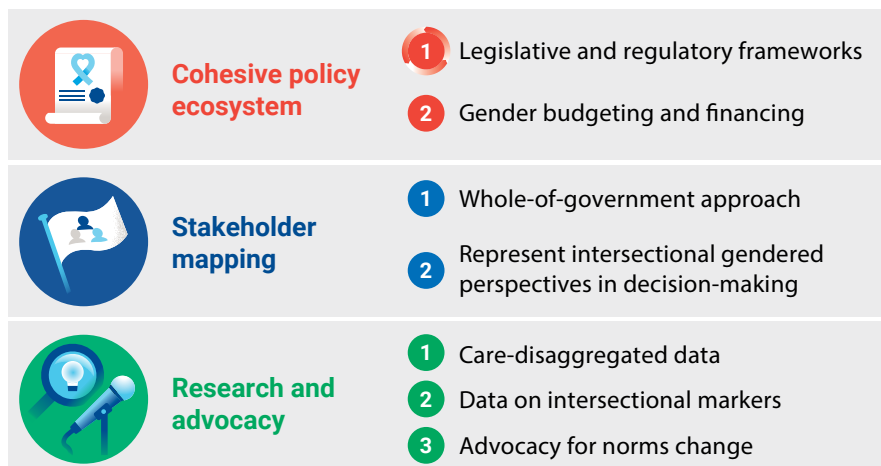 Cohesive policy
ecosystem
1 Legislative and regulatory frameworks
2 Gender budgeting and financing
Stakeholder
mapping
1 Whole-of-government approach
2 Represent intersectional gendered
perspectives in decision-making
Research and
advocacy
1 Care-disaggregated data
2 Data on intersectional markers
3 Advocacy for norms change